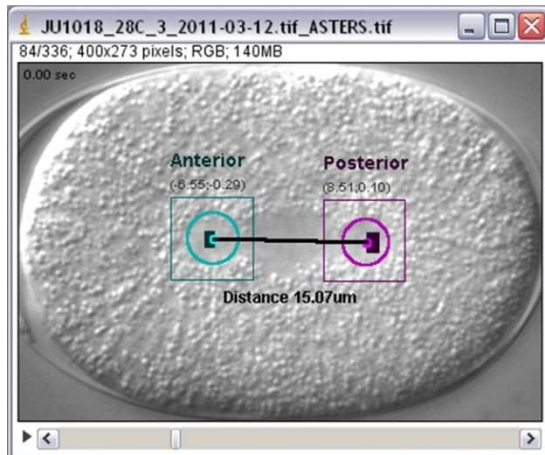 JU1018_28C_3_2011-03-12.tif_ASTERS.tif
84/336; 400x273 pixels; RGB; 140MB
0.00 sec
Anterior
(-6.55;-0.29)
Posterior
(8.51;0.10)
Distance 15.07um